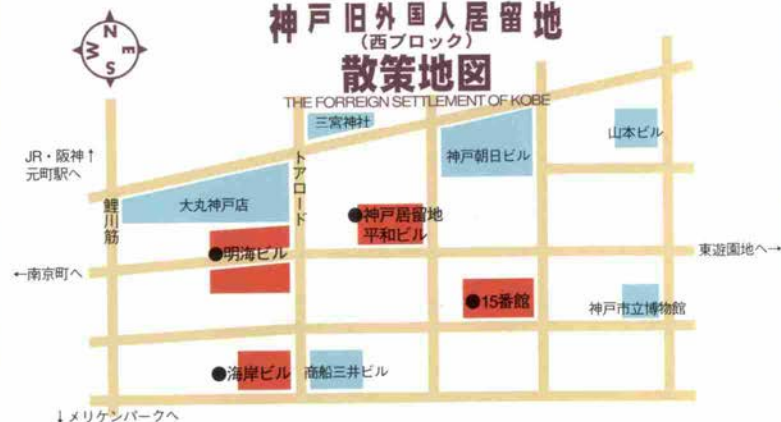 神戸旧外国人居留地
(西ブロック)
散策地図
THE FORREIGN SETTLEMENT OF KOBE
N
W
E
S
三宮神社
山本ビル
神戸朝日ビル
JR・阪神↑
元町駅へ
鯉川筋
大丸神戸店
トアロード
●神戸居留地
平和ビル
●明海ビル
東遊園地へ→
←南京町へ
●15番館
神戸市立博物館
●海岸ビル
商船三井ビル
↓メリケンパークへ